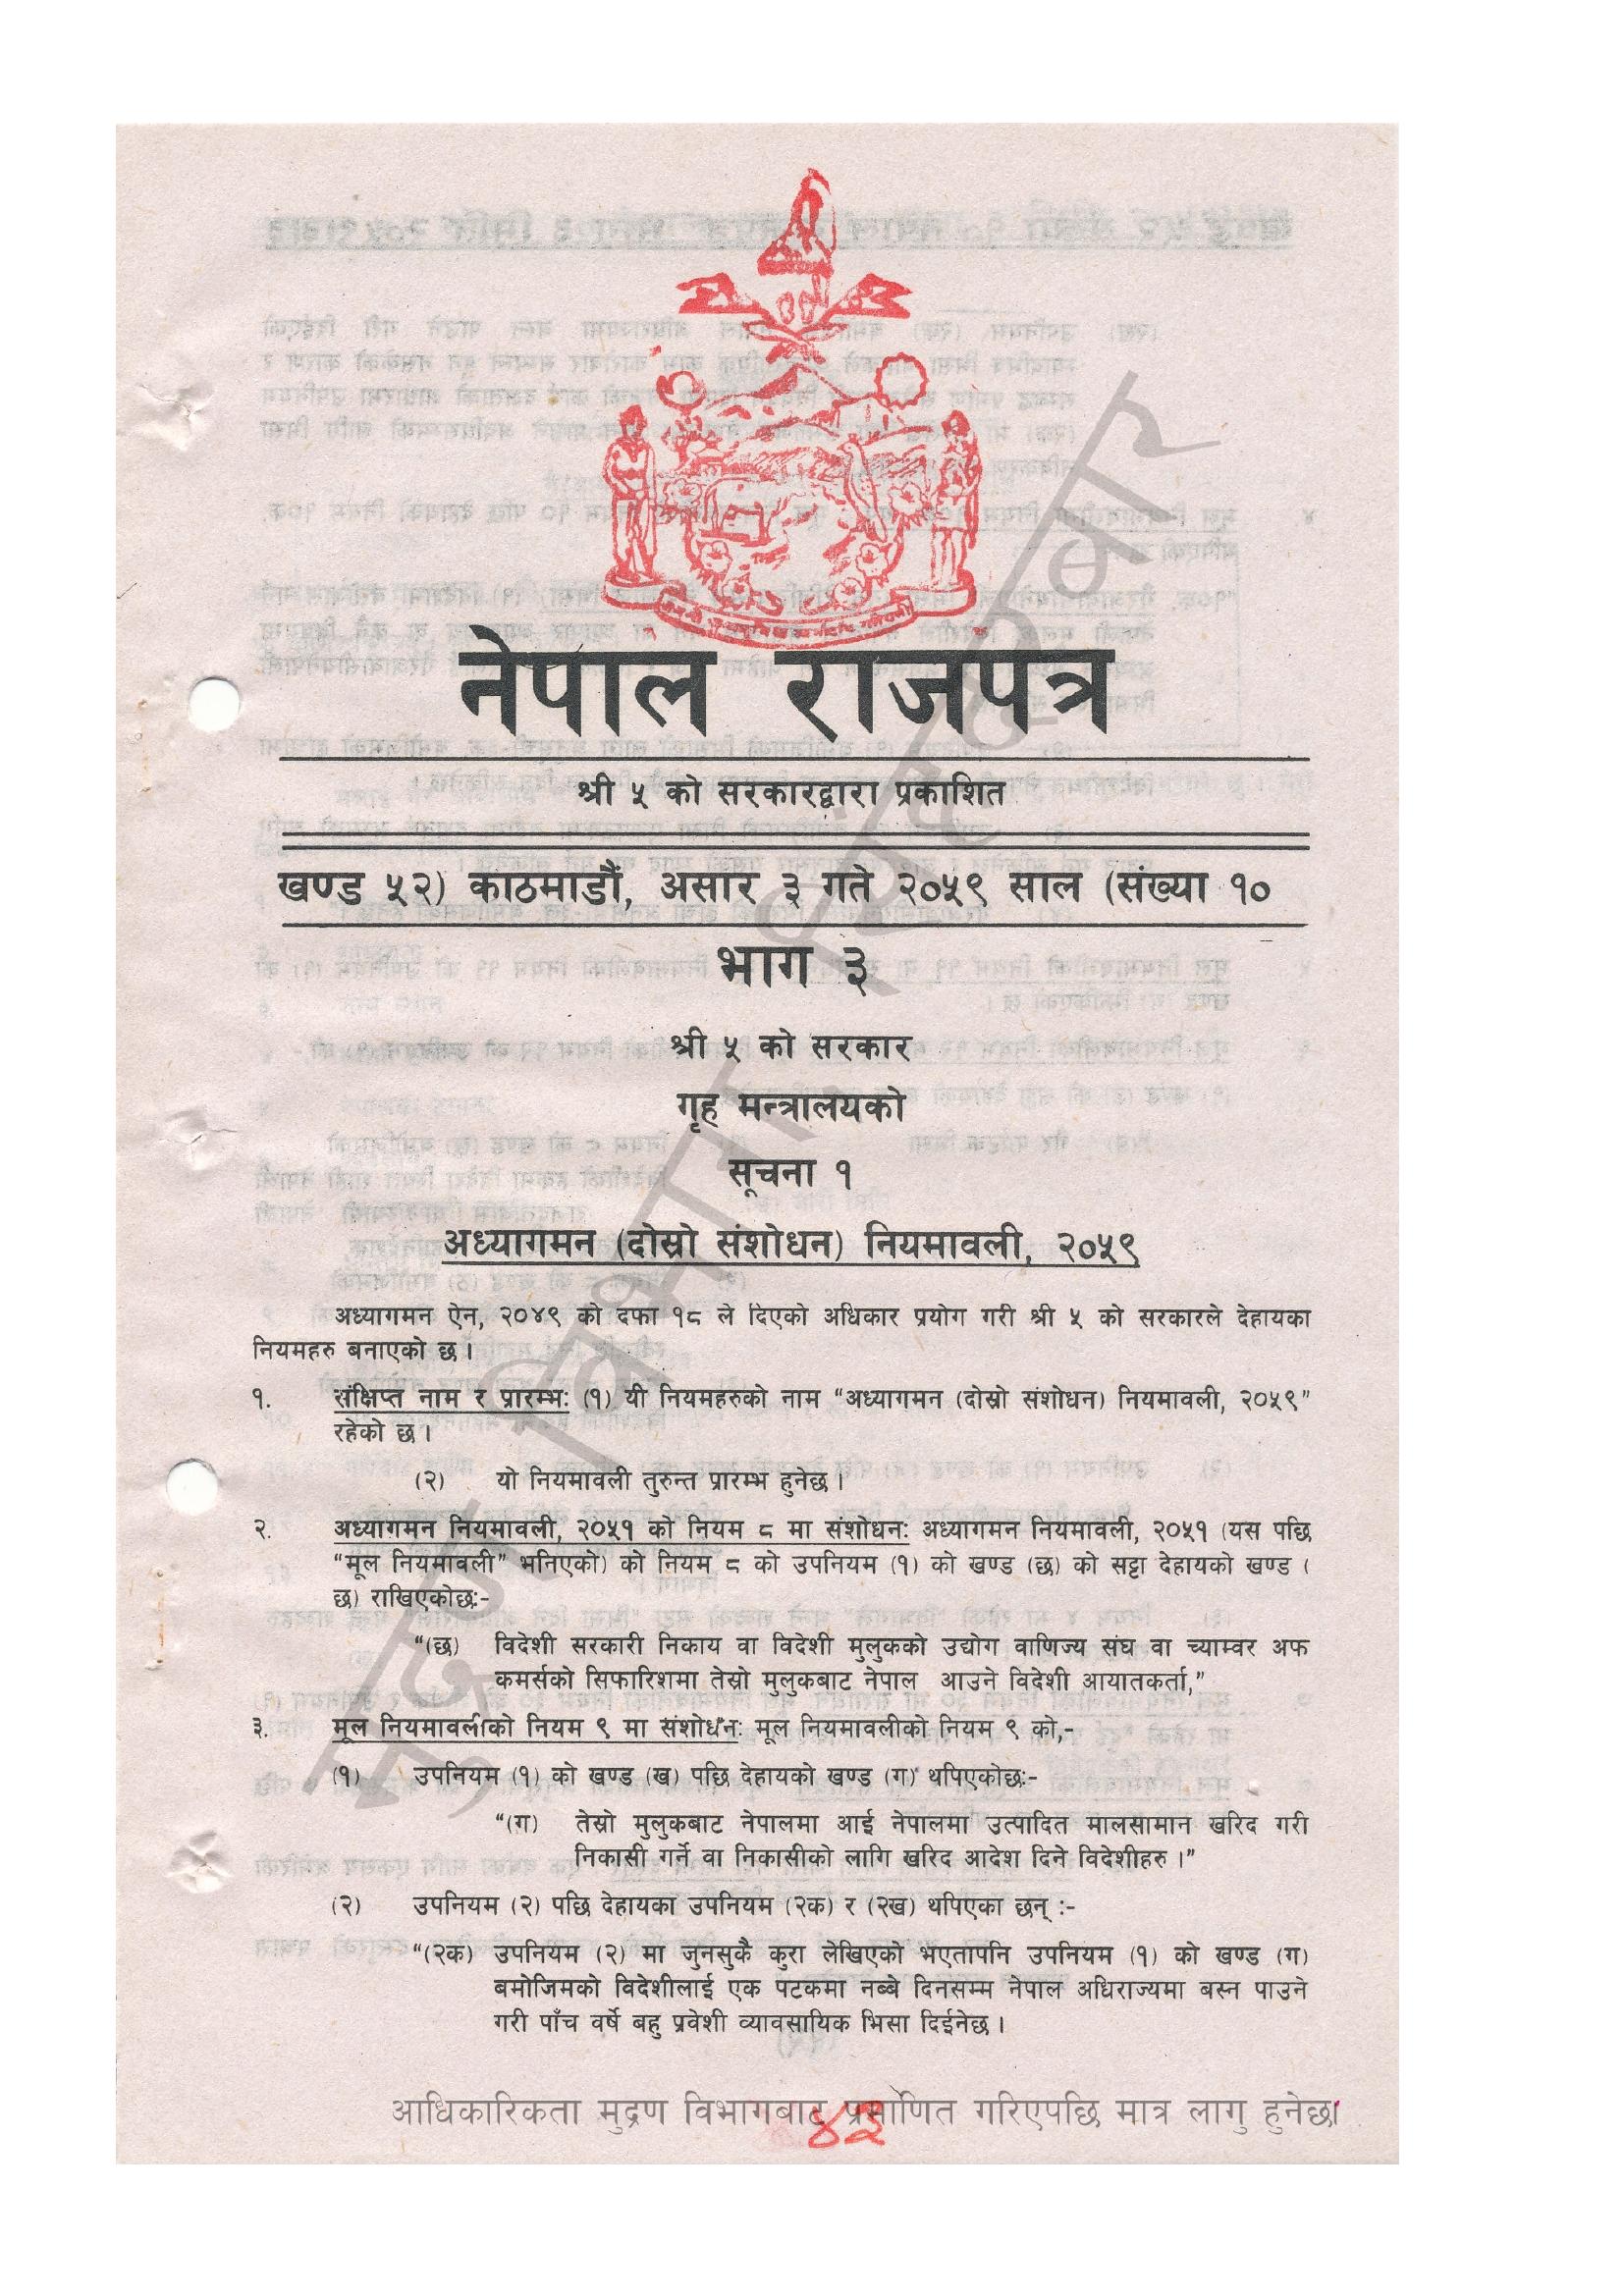 नेपाल राजपत्र
श्री ५ को सरकारद्वारा प्रकाशित
खण्ड ५२) काठमाडौं, असार ३ गते २०५९ साल (संख्या १०
भाग ३
श्री ५ को सरकार
गृह मन्त्रालयको
सूचना १
अध्यागमन (दोस्रो संशोधन) नियमावली, २०५९
अध्यागमन ऐन, २०४९ को दफा १८ ले दिएको अधिकार प्रयोग गरी श्री ५ को सरकारले देहायका
नियमहरु बनाएको छ ।
१. संक्षिप्त नाम र प्रारम्भः (१) यी नियमहरुको नाम “अध्यागमन (दोस्रो संशोधन) नियमावली, २०५९”
रहेको छ ।
(२) यो नियमावली तुरुन्त प्रारम्भ हुनेछ ।
२. अध्यागमन नियमावली, २०५१ को नियम ८ मा संशोधनः अध्यागमन नियमावली, २०५१ (यस पछि
“मूल नियमावली” भनिएको) को नियम ८ को उपनियम (१) को खण्ड (छ) को सट्टा देहायको खण्ड (
छ) राखिएकोछः-
“(छ) विदेशी सरकारी निकाय वा विदेशी मुलुकको उद्योग वाणिज्य संघ वा च्याम्वर अफ
कमर्सको सिफारिशमा तेस्रो मुलुकबाट नेपाल आउने विदेशी आयातकर्ता,”
३. मूल नियमावलीको नियम ९ मा संशोधनः मूल नियमावलीको नियम ९ को,-
(१) उपनियम (१) को खण्ड (ख) पछि देहायको खण्ड (ग) थपिएकोछः-
“(ग) तेस्रो मुलुकबाट नेपालमा आई नेपालमा उत्पादित मालसामान खरिद गरी
निकासी गर्ने वा निकासीको लागि खरिद आदेश दिने विदेशीहरु ।”
(२) उपनियम (२) पछि देहायका उपनियम (२क) र (२ख) थपिएका छन् :-
“(२क) उपनियम (२) मा जुनसुकै कुरा लेखिएको भएतापनि उपनियम (१) को खण्ड (ग)
बमोजिमको विदेशीलाई एक पटकमा नब्बे दिनसम्म नेपाल अधिराज्यमा बस्न पाउने
गरी पाँच वर्षे बहु प्रवेशी व्यावसायिक भिसा दिईनेछ ।
आधिकारिकता मुद्रण विभागबाट प्रमाणित गरिएपछि मात्र लागु हुनेछ।
४३